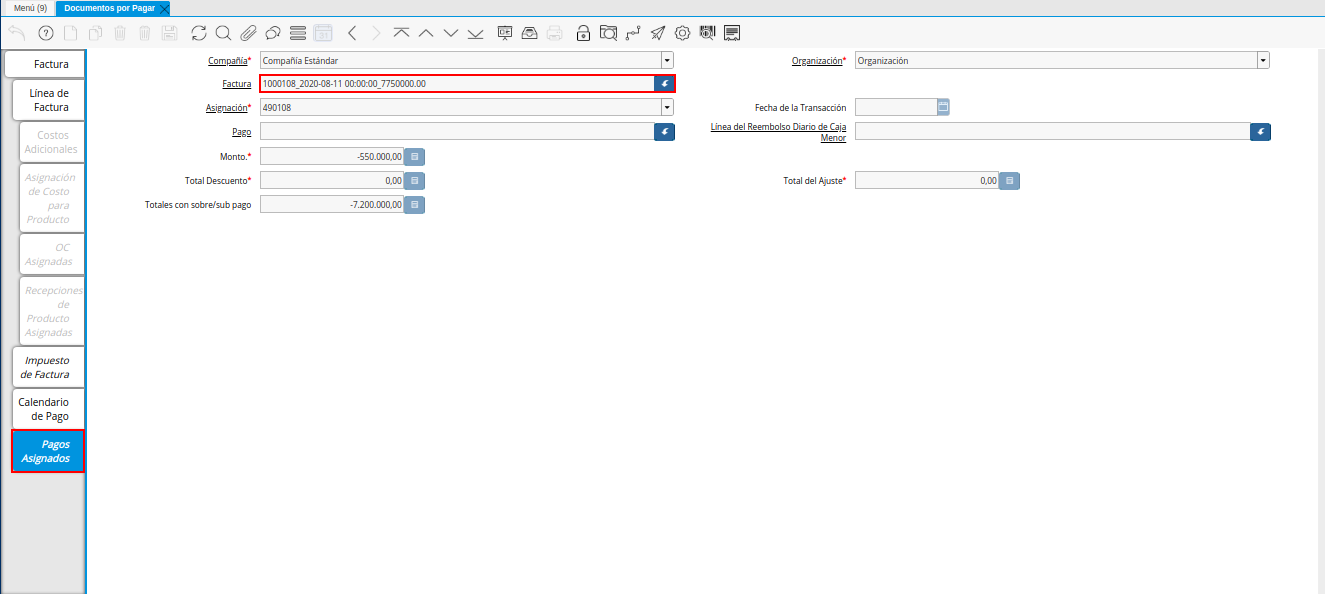 Menú (9)
Documentos por Pagar
Factura
Línea de
Factura
Costos
Adicionales
Asignación
de Costo
para
Producto
OC
Asignadas
Recepciones
de
Producto
Asignadas
Impuesto
de Factura
Calendario
de Pago
Pagos
Asignados
Compañía* Compañía Estándar
Organización* Organización
Factura 1000108_2020-08-11 00:00:00_7750000.00
Asignación* 490108
Fecha de la Transacción
Pago
Línea del Reembolso Diario de Caja
Menor
Monto.* -550.000,00
Total Descuento* 0,00
Total del Ajuste* 0,00
Totales con sobre/sub pago -7.200.000,00